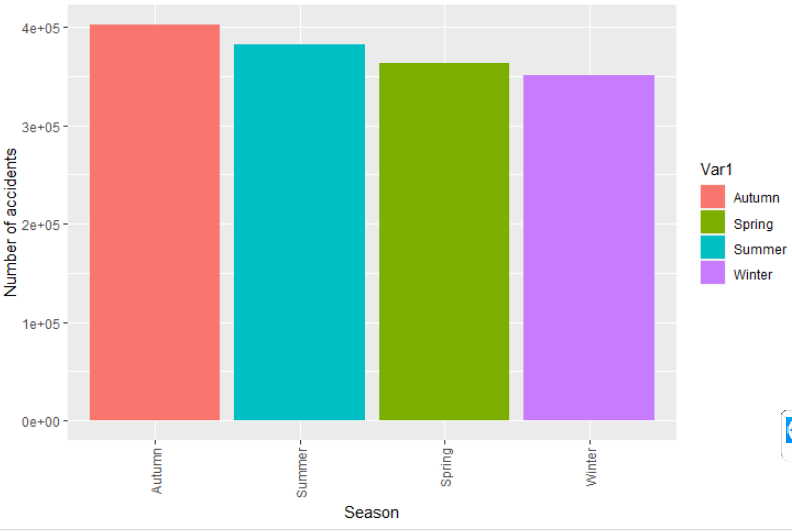 4e+05
3e+05
2e+05
1e+05
0e+00
Number of accidents
Autumn
Summer
Spring
Winter
Season
Var1
Autumn
Spring
Summer
Winter